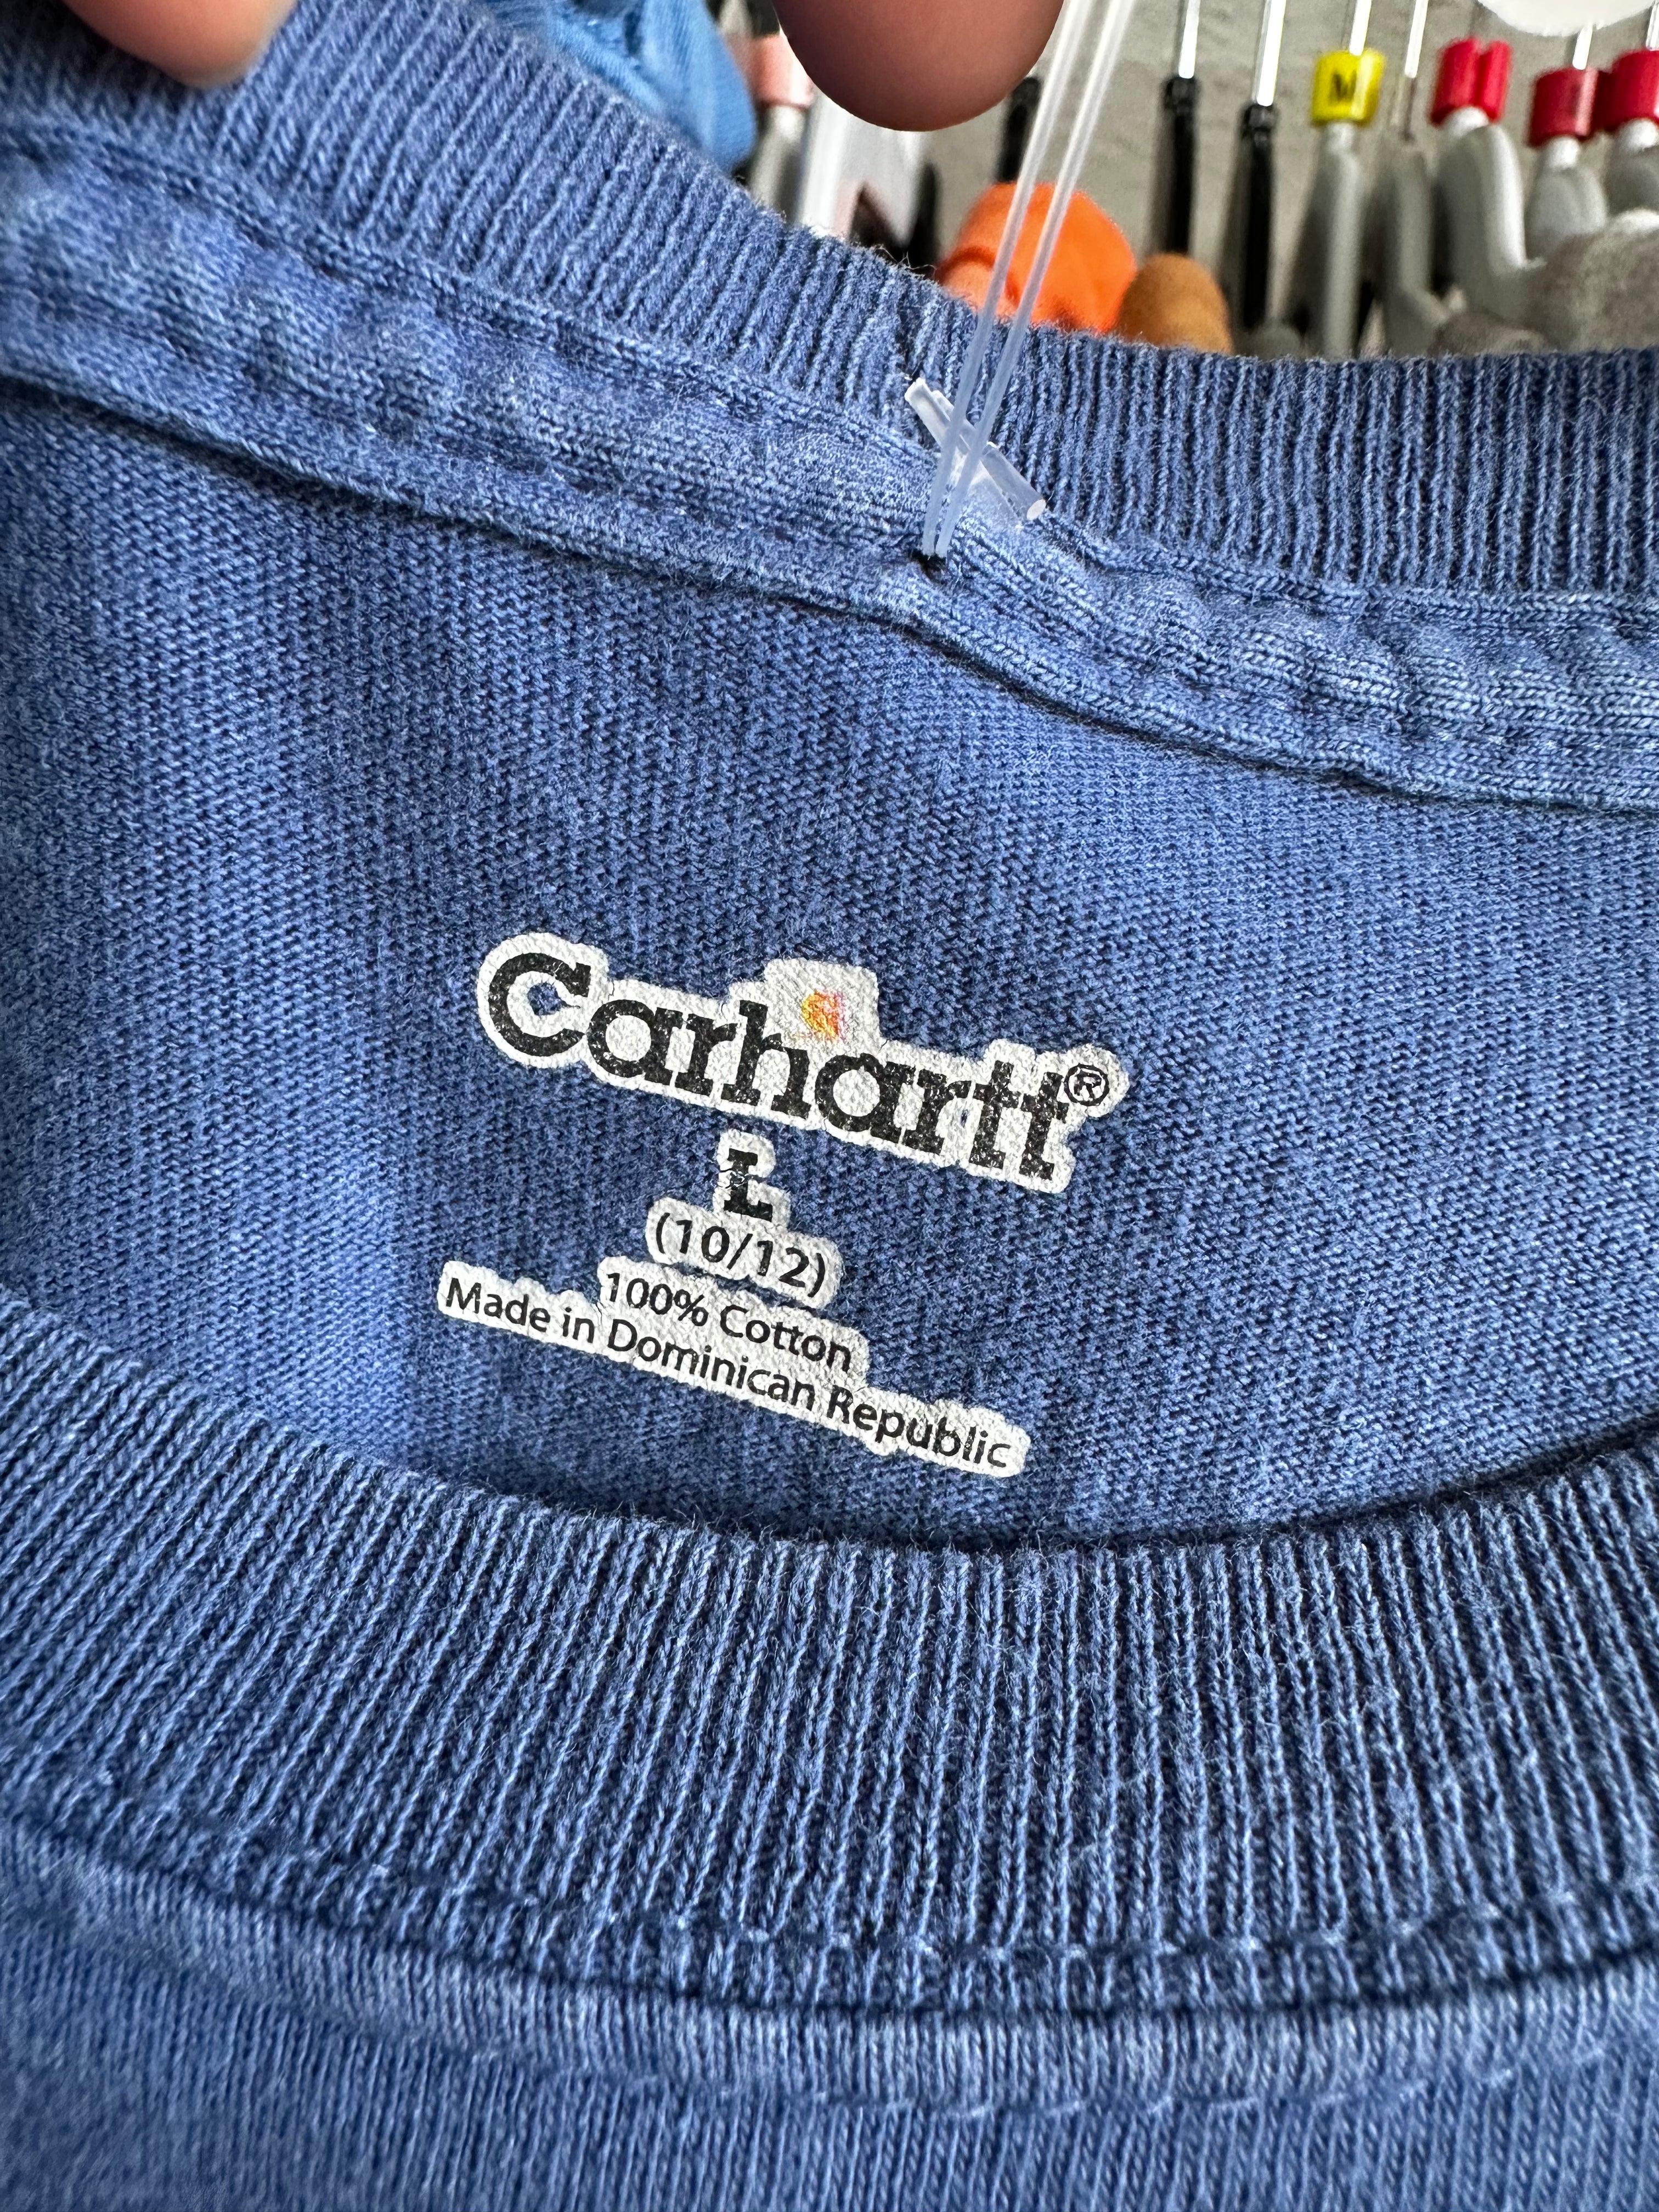 M
Carhartt®
L
(10/12)
100% Cotton
Made in Dominican Republic